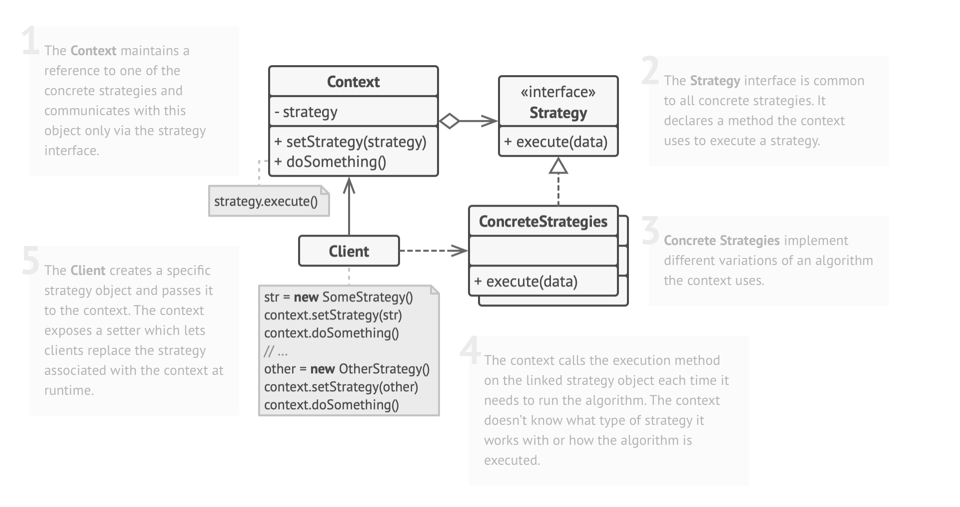 1
The Context maintains a
reference to one of the
concrete strategies and
communicates with this
object only via the strategy
interface.
Context
- strategy
+ setStrategy(strategy)
+ doSomething()
strategy.execute()
«interface»
Strategy
+ execute(data)
2
The Strategy interface is common
to all concrete strategies. It
declares a method the context
uses to execute a strategy.
ConcreteStrategies
+ execute(data)
3
Concrete Strategies implement
different variations of an algorithm
the context uses.
Client
5
The Client creates a specific
strategy object and passes it
to the context. The context
exposes a setter which lets
clients replace the strategy
associated with the context at
runtime.
str = new SomeStrategy()
context.setStrategy(str)
context.doSomething()
// ...
other = new OtherStrategy()
context.setStrategy(other)
context.doSomething()
4
The context calls the execution method
on the linked strategy object each time it
needs to run the algorithm. The context
doesn't know what type of strategy it
works with or how the algorithm is
executed.